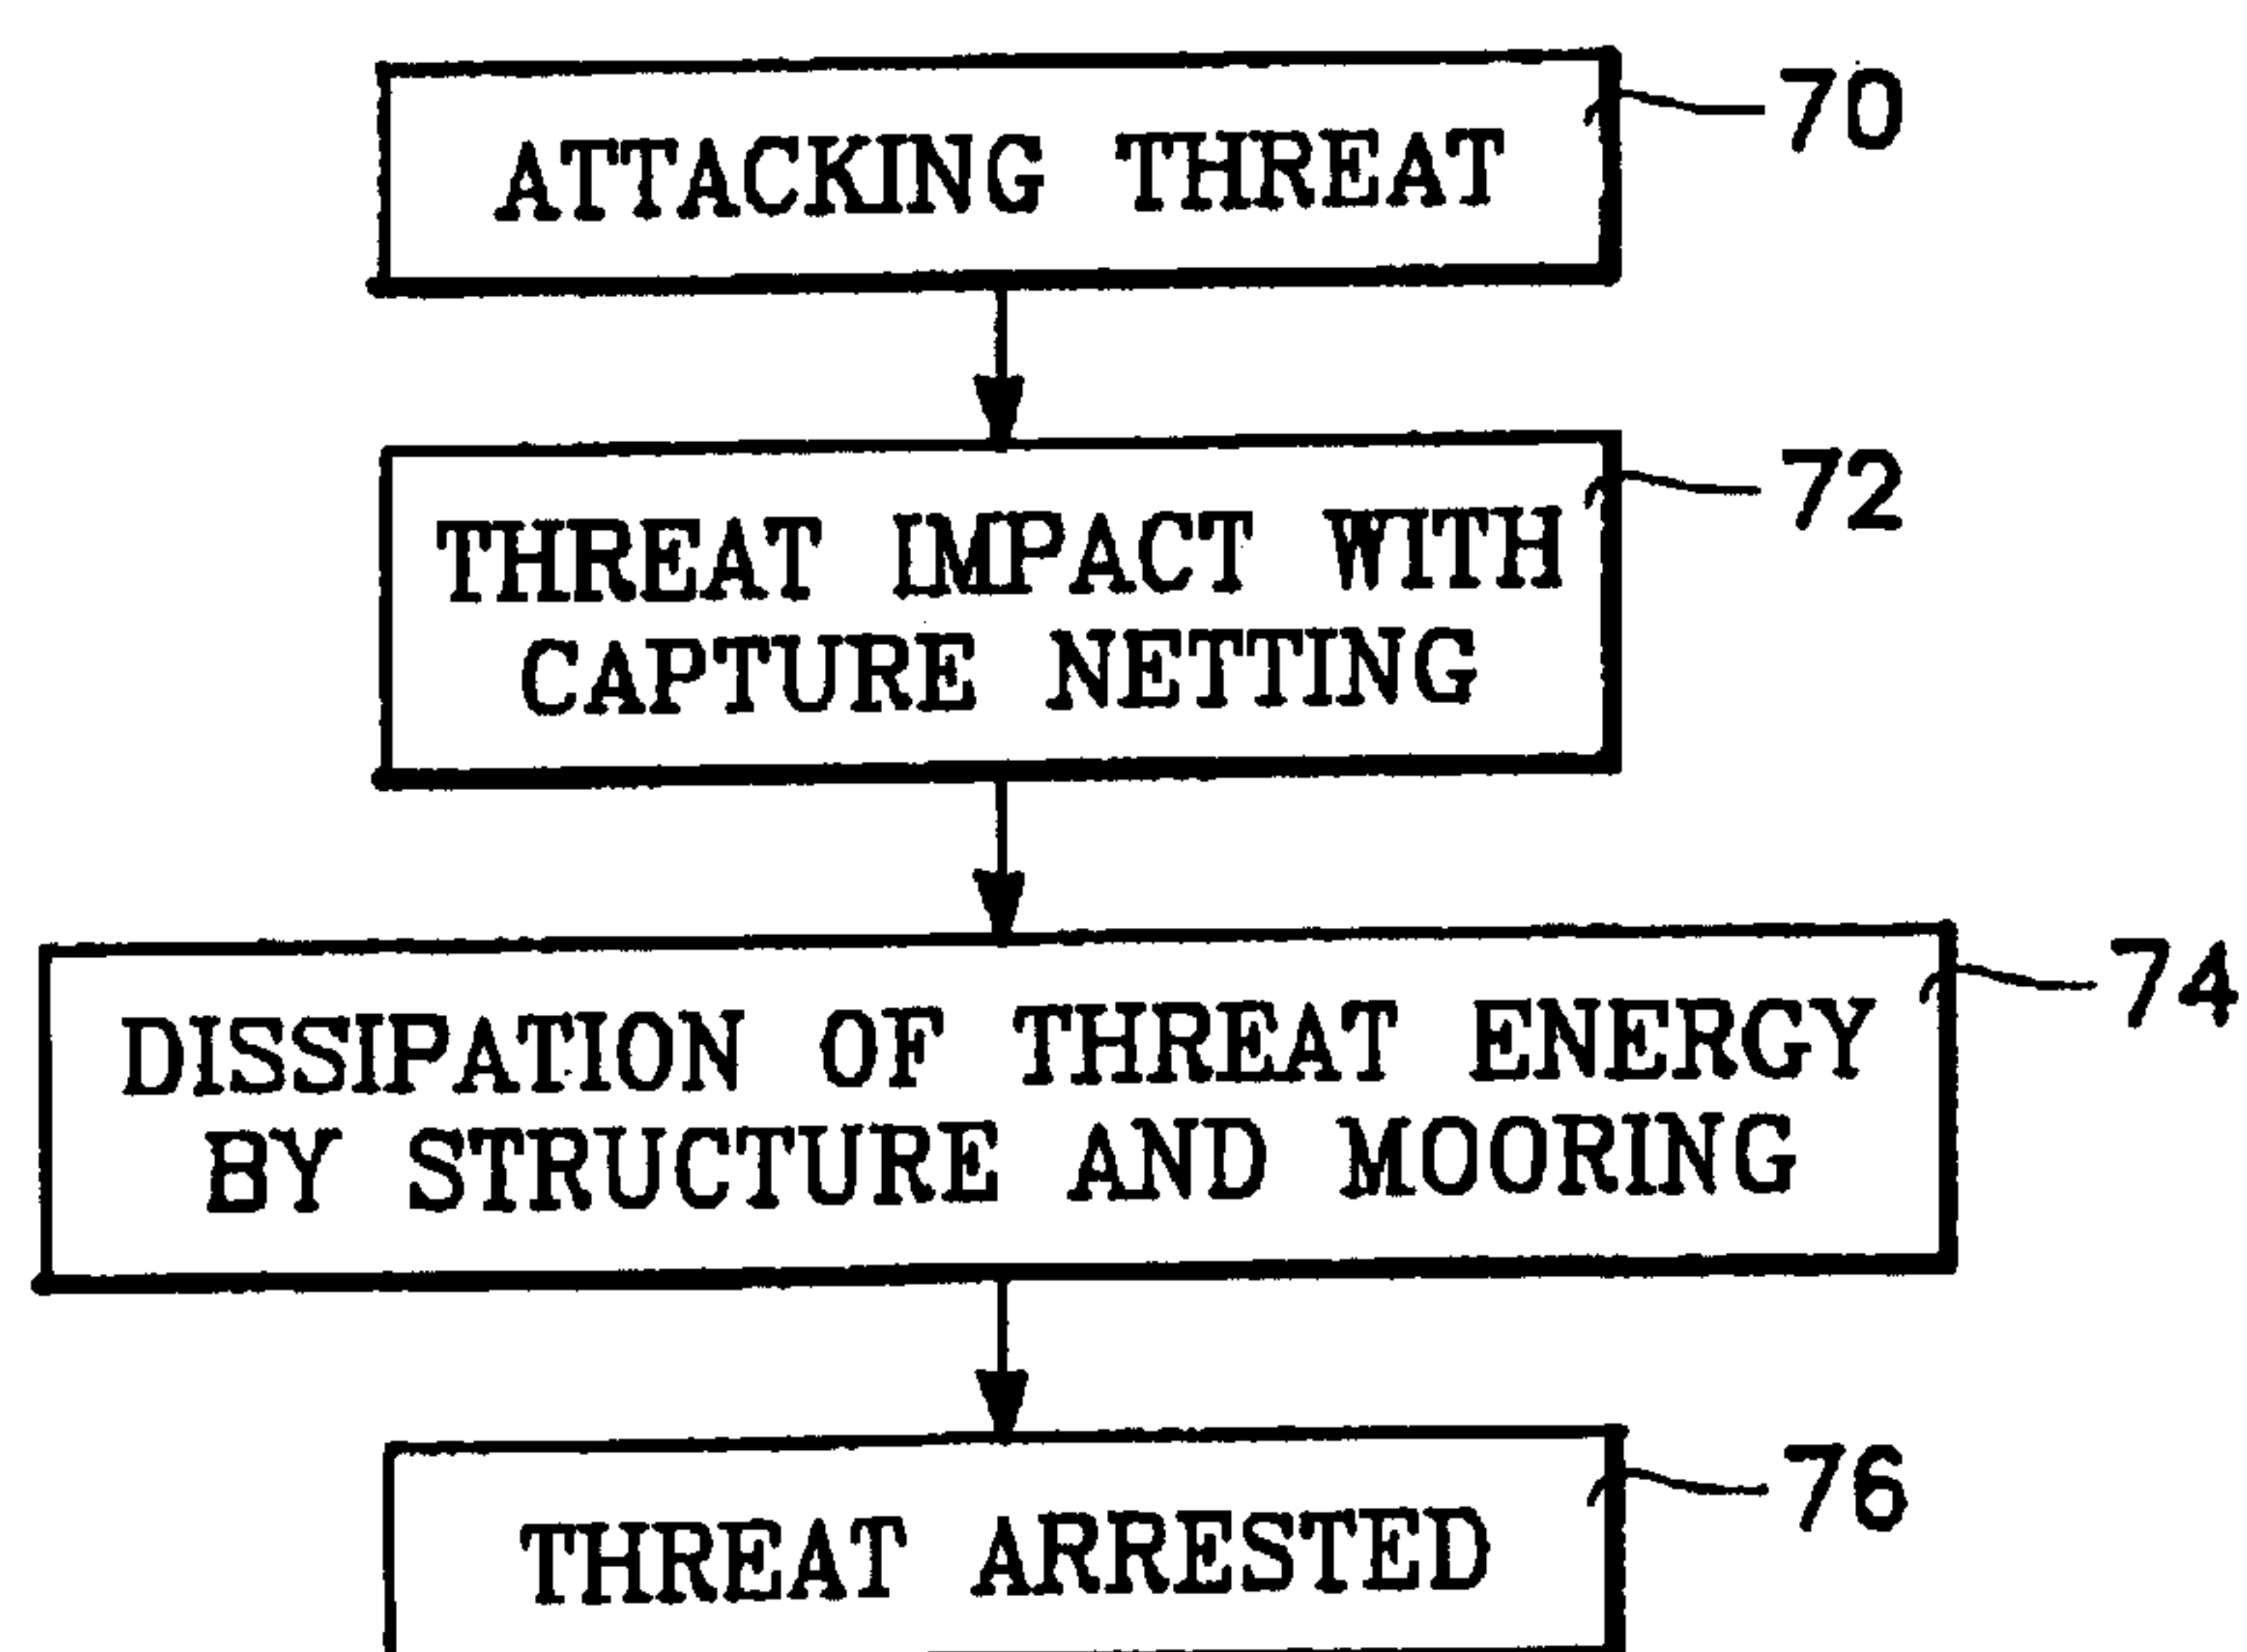 ATTACKING THREAT
70
THREAT IMPACT WITH
CAPTURE NETTING
72
DISSIPATION OF THREAT ENERGY
BY STRUCTURE AND MOORING
74
THREAT ARRESTED
76